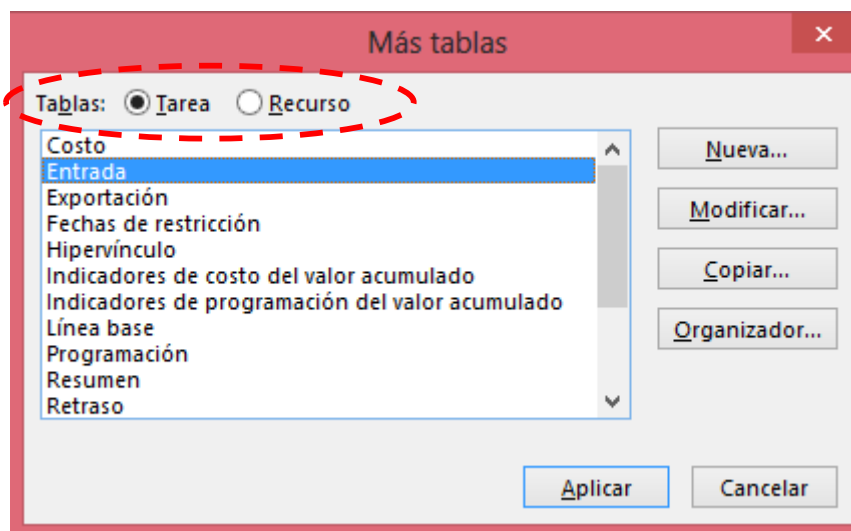 Más tablas
Tablas: Tarea Recurso
Costo
Entrada
Exportación
Fechas de restricción
Hipervínculo
Indicadores de costo del valor acumulado
Indicadores de programación del valor acumulado
Línea base
Programación
Resumen
Retraso
Nueva...
Modificar...
Copiar...
Organizador...
Aplicar Cancelar